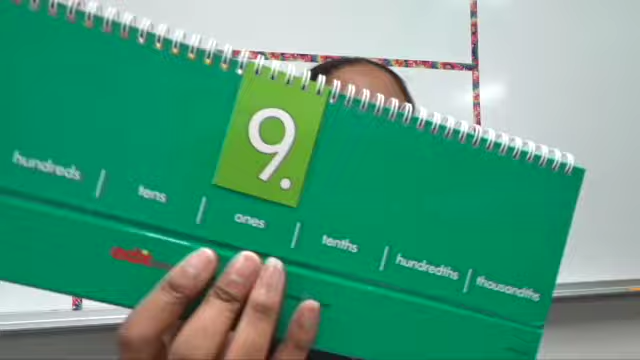 9.
hundreds | tens | ones | tenths | hundredths | thousandths